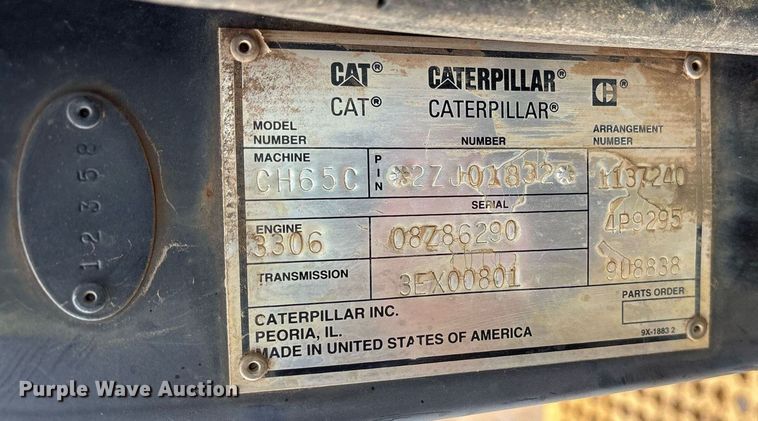 12358
CAT® CATERPILLAR® C®
CAT® CATERPILLAR®
MODEL NUMBER NUMBER ARRANGEMENT NUMBER
MACHINE CH65C PIN *2ZJ01832* 1137240
SERIAL
ENGINE 3306 08Z86290 4P9295
TRANSMISSION 3EX00801 9U8838
PARTS ORDER
CATERPILLAR INC.
PEORIA, IL.
MADE IN UNITED STATES OF AMERICA
9X-1883 2
Purple Wave Auction